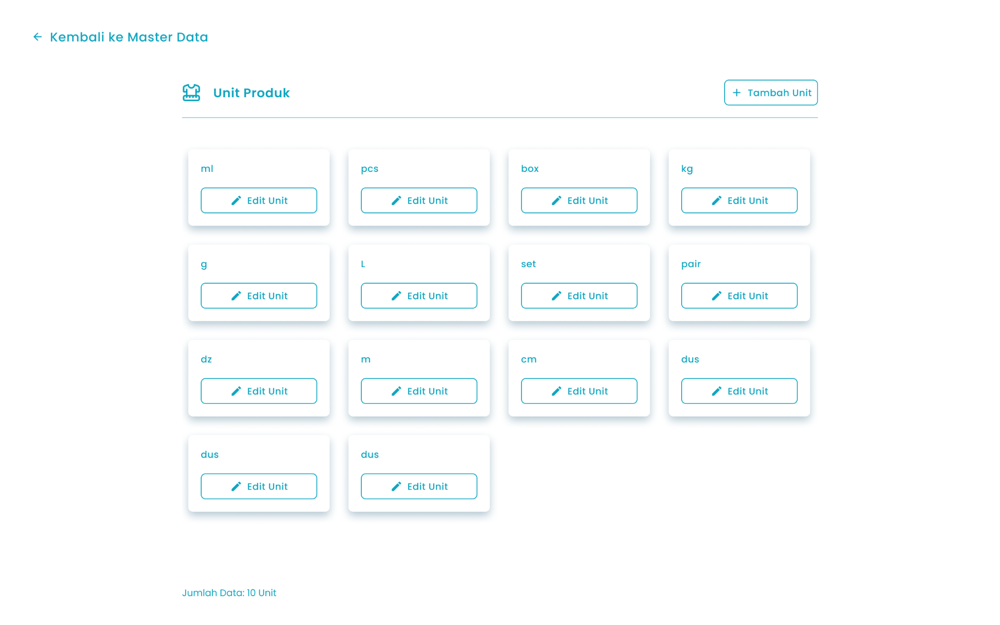 Kembali ke Master Data
Unit Produk
Tambah Unit
ml
pcs
box
kg
Edit Unit
Edit Unit
Edit Unit
Edit Unit
g
L
set
pair
Edit Unit
Edit Unit
Edit Unit
Edit Unit
dz
m
cm
dus
Edit Unit
Edit Unit
Edit Unit
Edit Unit
dus
dus
Edit Unit
Edit Unit
Jumlah Data: 10 Unit